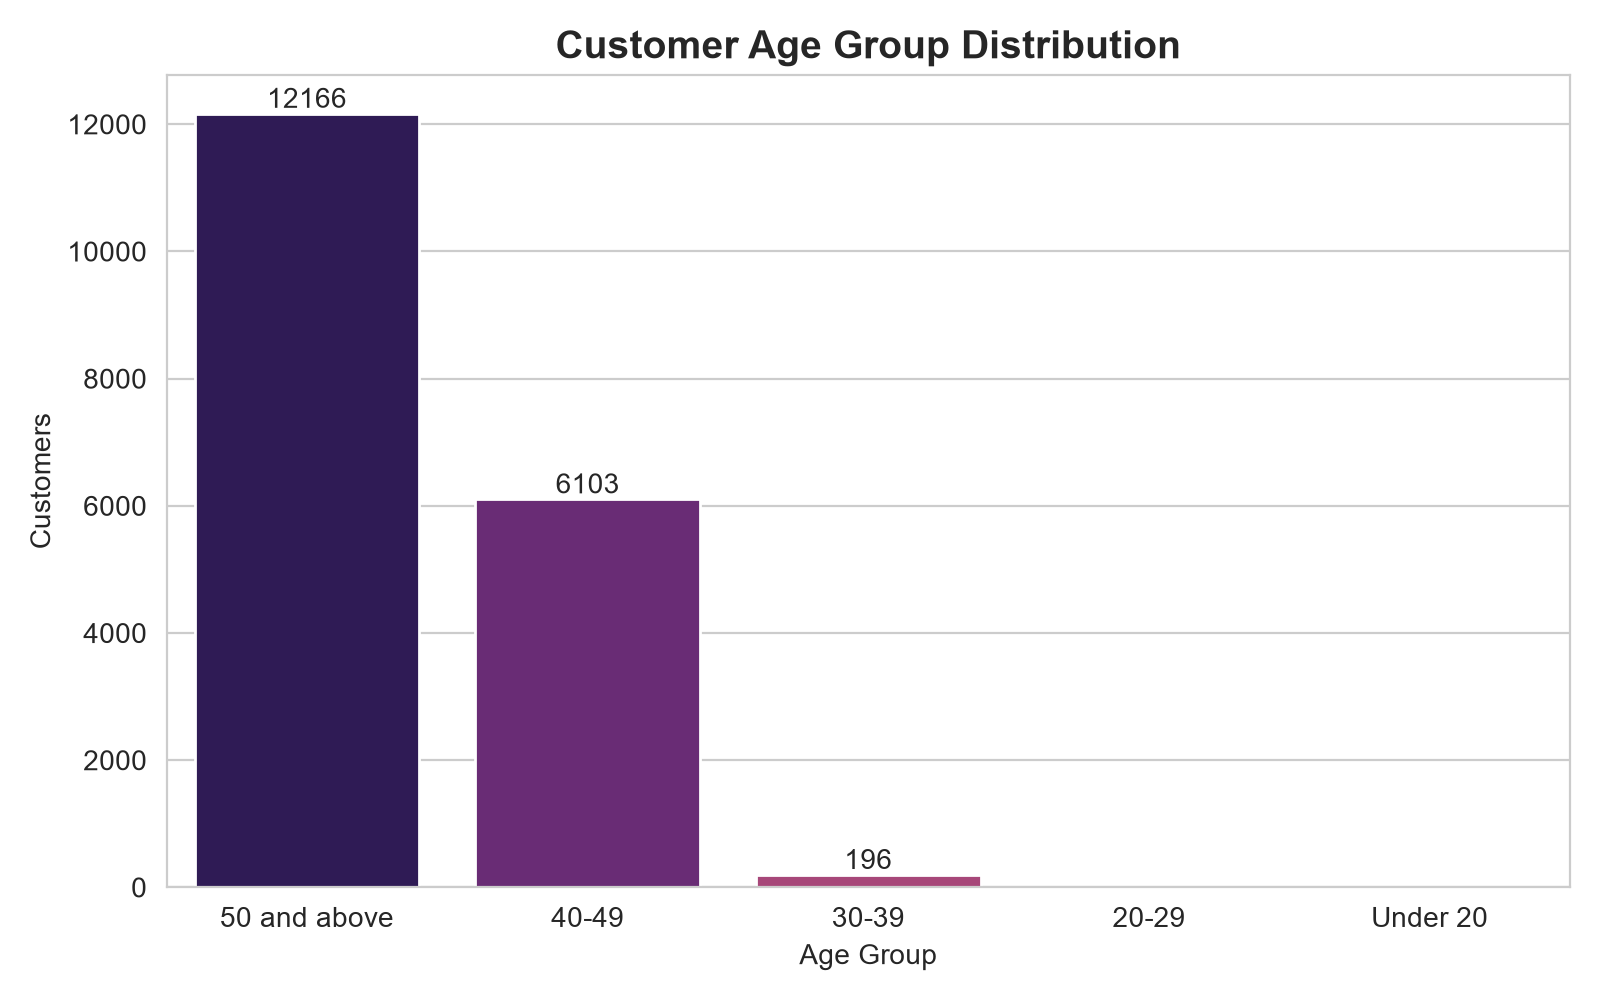 Customer Age Group Distribution
12166
12000
10000
8000
6103
6000
4000
2000
196
0
Customers
50 and above
40-49
30-39
20-29
Under 20
Age Group